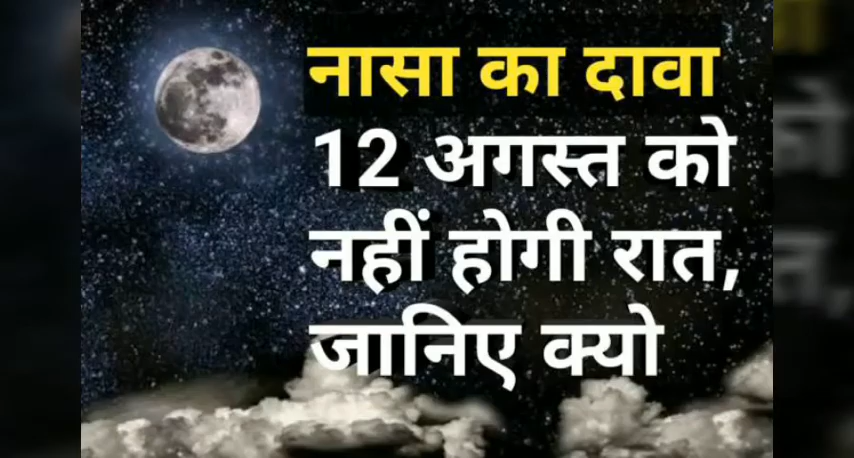 नासा का दावा
12 अगस्त को
नहीं होगी रात,
जानिए क्यो